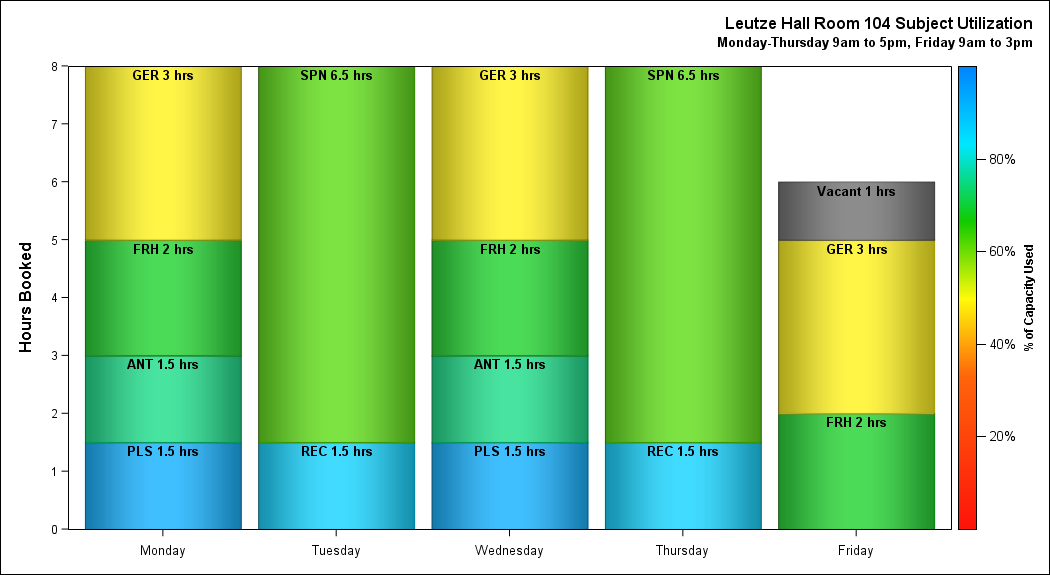 Leutze Hall Room 104 Subject Utilization
Monday-Thursday 9am to 5pm, Friday 9am to 3pm
Hours Booked
8
7
6
5
4
3
2
1
0
GER 3 hrs
FRH 2 hrs
ANT 1.5 hrs
PLS 1.5 hrs
SPN 6.5 hrs
REC 1.5 hrs
GER 3 hrs
FRH 2 hrs
ANT 1.5 hrs
PLS 1.5 hrs
SPN 6.5 hrs
REC 1.5 hrs
Vacant 1 hrs
GER 3 hrs
FRH 2 hrs
Monday
Tuesday
Wednesday
Thursday
Friday
80%
60%
40%
20%
% of Capacity Used